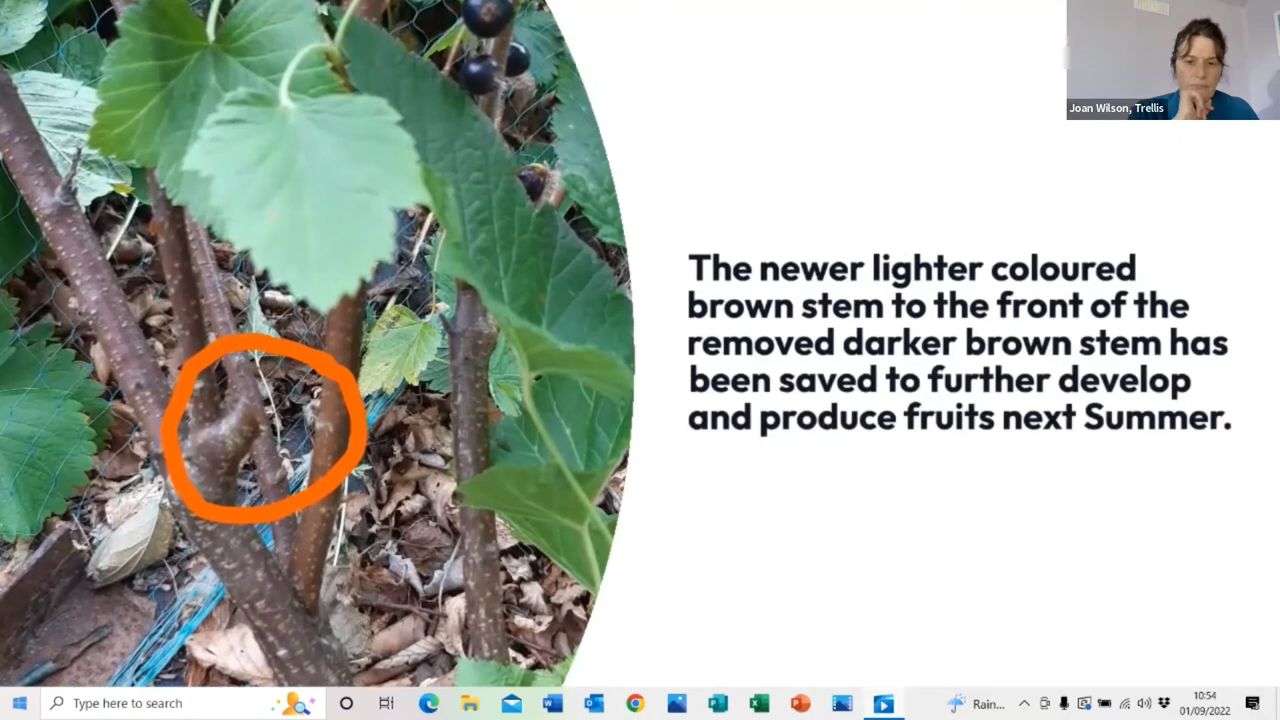 Joan Wilson, Trellis
The newer lighter coloured
brown stem to the front of the
removed darker brown stem has
been saved to further develop
and produce fruits next Summer.
Type here to search
Rain...
10:54
01/09/2022